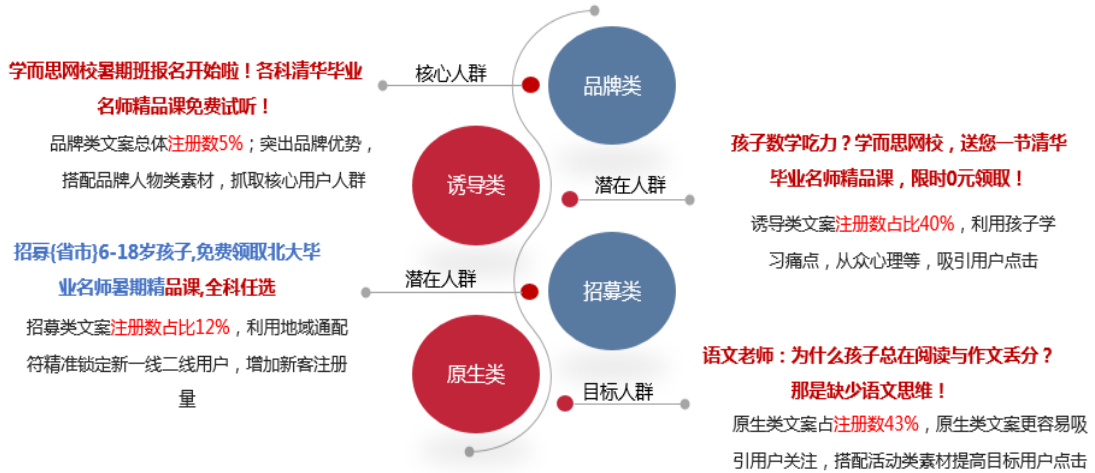 学而思网校暑期班报名开始啦！各科清华毕业
名师精品课免费试听！
品牌类文案总体注册数5%；突出品牌优势，
搭配品牌人物类素材，抓取核心用户人群
核心人群
品牌类
诱导类
潜在人群
孩子数学吃力？学而思网校，送您一节清华
毕业名师精品课，限时0元领取！
诱导类文案注册数占比40%，利用孩子学
习痛点，从众心理等，吸引用户点击
招募{省市}6-18岁孩子,免费领取北大毕
业名师暑期精品课,全科任选
招募类文案注册数占比12%，利用地域通配
符精准锁定新一线二线用户，增加新客注册
量
潜在人群
招募类
原生类
目标人群
语文老师：为什么孩子总在阅读与作文丢分？
那是缺少语文思维！
原生类文案占注册数43%，原生类文案更容易吸
引用户关注，搭配活动类素材提高目标用户点击